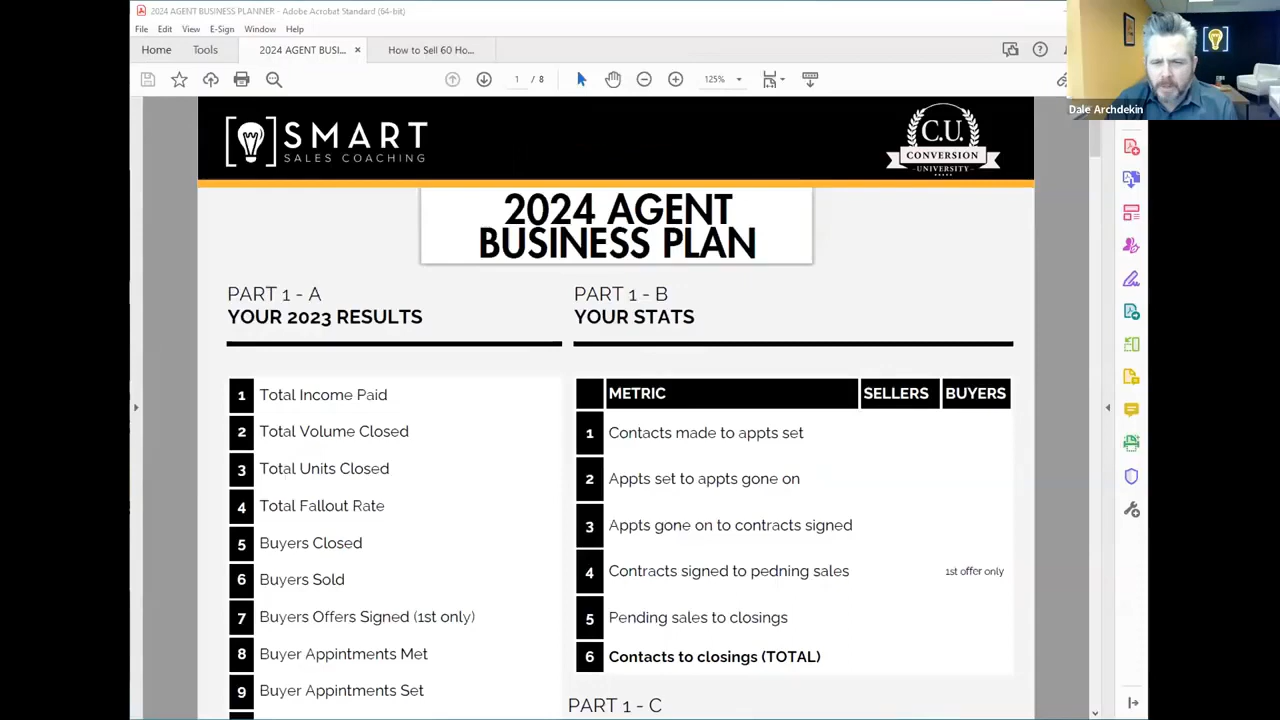 2024 AGENT BUSINESS PLANNER - Adobe Acrobat Standard (64-bit)
File Edit View E-Sign Window Help
Home Tools 2024 AGENT BUSI... × How to Sell 60 Ho...
1 / 8 125%
Dale Archdekin
SMART
SALES COACHING
C.U.
CONVERSION
UNIVERSITY
2024 AGENT
BUSINESS PLAN
PART 1 - A
YOUR 2023 RESULTS
1 Total Income Paid
2 Total Volume Closed
3 Total Units Closed
4 Total Fallout Rate
5 Buyers Closed
6 Buyers Sold
7 Buyers Offers Signed (1st only)
8 Buyer Appintments Met
9 Buyer Appintments Set
PART 1 - B
YOUR STATS
METRIC SELLERS BUYERS
1 Contacts made to appts set
2 Appts set to appts gone on
3 Appts gone on to contracts signed
4 Contracts signed to pedning sales 1st offer only
5 Pending sales to closings
6 Contacts to closings (TOTAL)
PART 1 - C